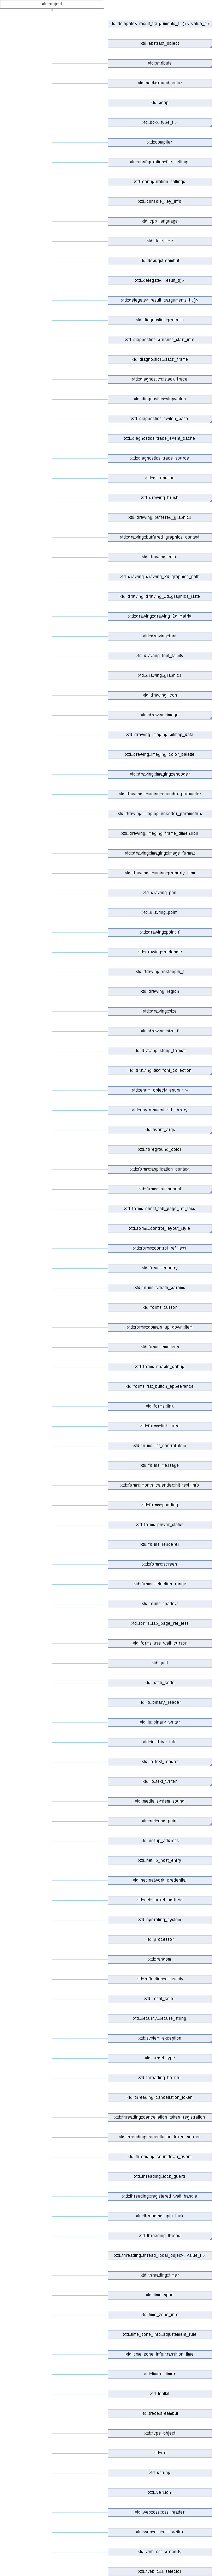 xtd::object
xtd::delegate< result_t(arguments_t...)>< value_t >
xtd::abstract_object
xtd::attribute
xtd::background_color
xtd::beep
xtd::box< type_t >
xtd::compiler
xtd::configuration::file_settings
xtd::configuration::settings
xtd::console_key_info
xtd::cpp_language
xtd::date_time
xtd::debugstreambuf
xtd::delegate< result_t()>
xtd::delegate< result_t(arguments_t...)>
xtd::diagnostics::process
xtd::diagnostics::process_start_info
xtd::diagnostics::stack_frame
xtd::diagnostics::stack_trace
xtd::diagnostics::stopwatch
xtd::diagnostics::switch_base
xtd::diagnostics::trace_event_cache
xtd::diagnostics::trace_source
xtd::distribution
xtd::drawing::brush
xtd::drawing::buffered_graphics
xtd::drawing::buffered_graphics_context
xtd::drawing::color
xtd::drawing::drawing_2d::graphics_path
xtd::drawing::drawing_2d::graphics_state
xtd::drawing::drawing_2d::matrix
xtd::drawing::font
xtd::drawing::font_family
xtd::drawing::graphics
xtd::drawing::icon
xtd::drawing::image
xtd::drawing::imaging::bitmap_data
xtd::drawing::imaging::color_palette
xtd::drawing::imaging::encoder
xtd::drawing::imaging::encoder_parameter
xtd::drawing::imaging::encoder_parameters
xtd::drawing::imaging::frame_dimension
xtd::drawing::imaging::image_format
xtd::drawing::imaging::property_item
xtd::drawing::pen
xtd::drawing::point
xtd::drawing::point_f
xtd::drawing::rectangle
xtd::drawing::rectangle_f
xtd::drawing::region
xtd::drawing::size
xtd::drawing::size_f
xtd::drawing::string_format
xtd::drawing::text::font_collection
xtd::enum_object< enum_t >
xtd::environment::xtd_library
xtd::event_args
xtd::foreground_color
xtd::forms::application_context
xtd::forms::component
xtd::forms::const_tab_page_ref_less
xtd::forms::control_layout_style
xtd::forms::control_ref_less
xtd::forms::country
xtd::forms::create_params
xtd::forms::cursor
xtd::forms::domain_up_down::item
xtd::forms::emoticon
xtd::forms::enable_debug
xtd::forms::flat_button_appearance
xtd::forms::link
xtd::forms::link_area
xtd::forms::list_control::item
xtd::forms::message
xtd::forms::month_calendar::hit_test_info
xtd::forms::padding
xtd::forms::power_status
xtd::forms::renderer
xtd::forms::screen
xtd::forms::selection_range
xtd::forms::shadow
xtd::forms::tab_page_ref_less
xtd::forms::use_wait_cursor
xtd::guid
xtd::hash_code
xtd::io::binary_reader
xtd::io::binary_writer
xtd::io::drive_info
xtd::io::text_reader
xtd::io::text_writer
xtd::media::system_sound
xtd::net::end_point
xtd::net::ip_address
xtd::net::ip_host_entry
xtd::net::network_credential
xtd::net::socket_address
xtd::operating_system
xtd::processor
xtd::random
xtd::reflection::assembly
xtd::reset_color
xtd::security::secure_string
xtd::system_exception
xtd::target_type
xtd::threading::barrier
xtd::threading::cancellation_token
xtd::threading::cancellation_token_registration
xtd::threading::cancellation_token_source
xtd::threading::countdown_event
xtd::threading::lock_guard
xtd::threading::registered_wait_handle
xtd::threading::spin_lock
xtd::threading::thread
xtd::threading::thread_local_object< value_t >
xtd::threading::timer
xtd::time_span
xtd::time_zone_info
xtd::time_zone_info::adjustement_rule
xtd::time_zone_info::transition_time
xtd::timers::timer
xtd::toolkit
xtd::tracestreambuf
xtd::type_object
xtd::uri
xtd::ustring
xtd::version
xtd::web::css::css_reader
xtd::web::css::css_writer
xtd::web::css::property
xtd::web::css::selector